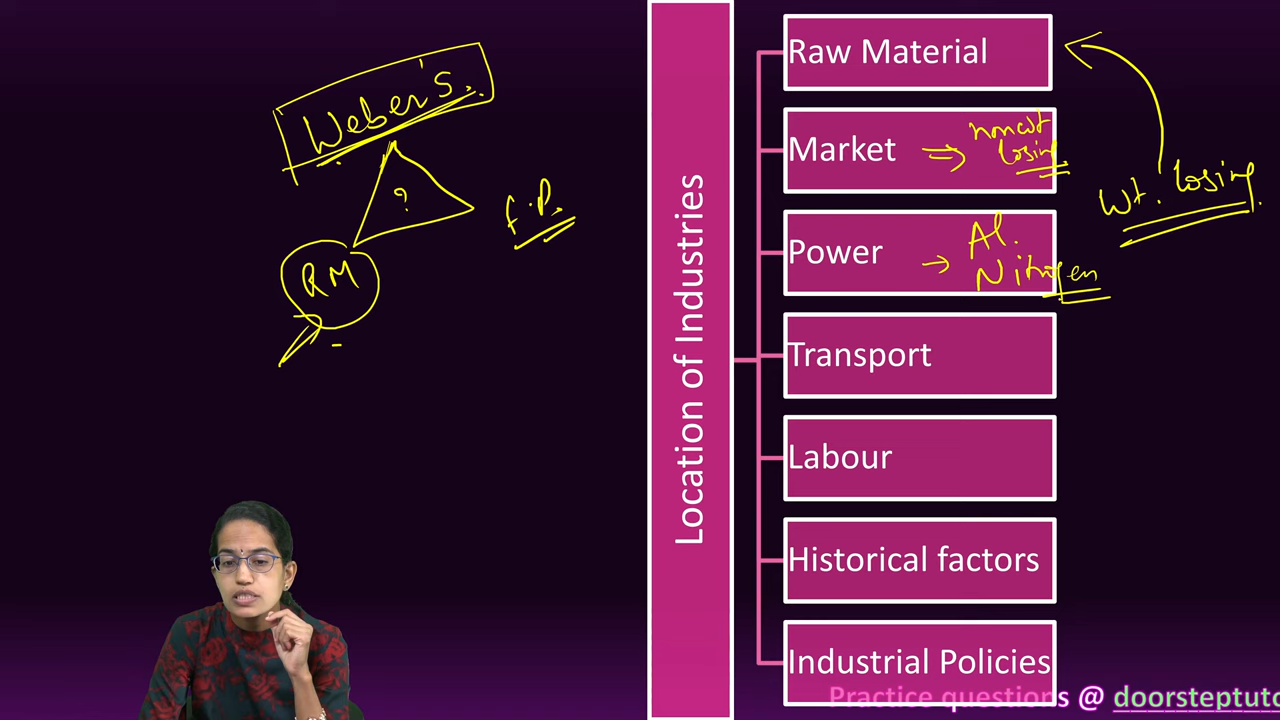 Weber's.
?
RM
f.P.
Location of Industries
Raw Material
Market
non wt
losing
wt. losing
Power
Al.
Nitrogen
Transport
Labour
Historical factors
Industrial Policies
Practice questions @ doorsteptuto